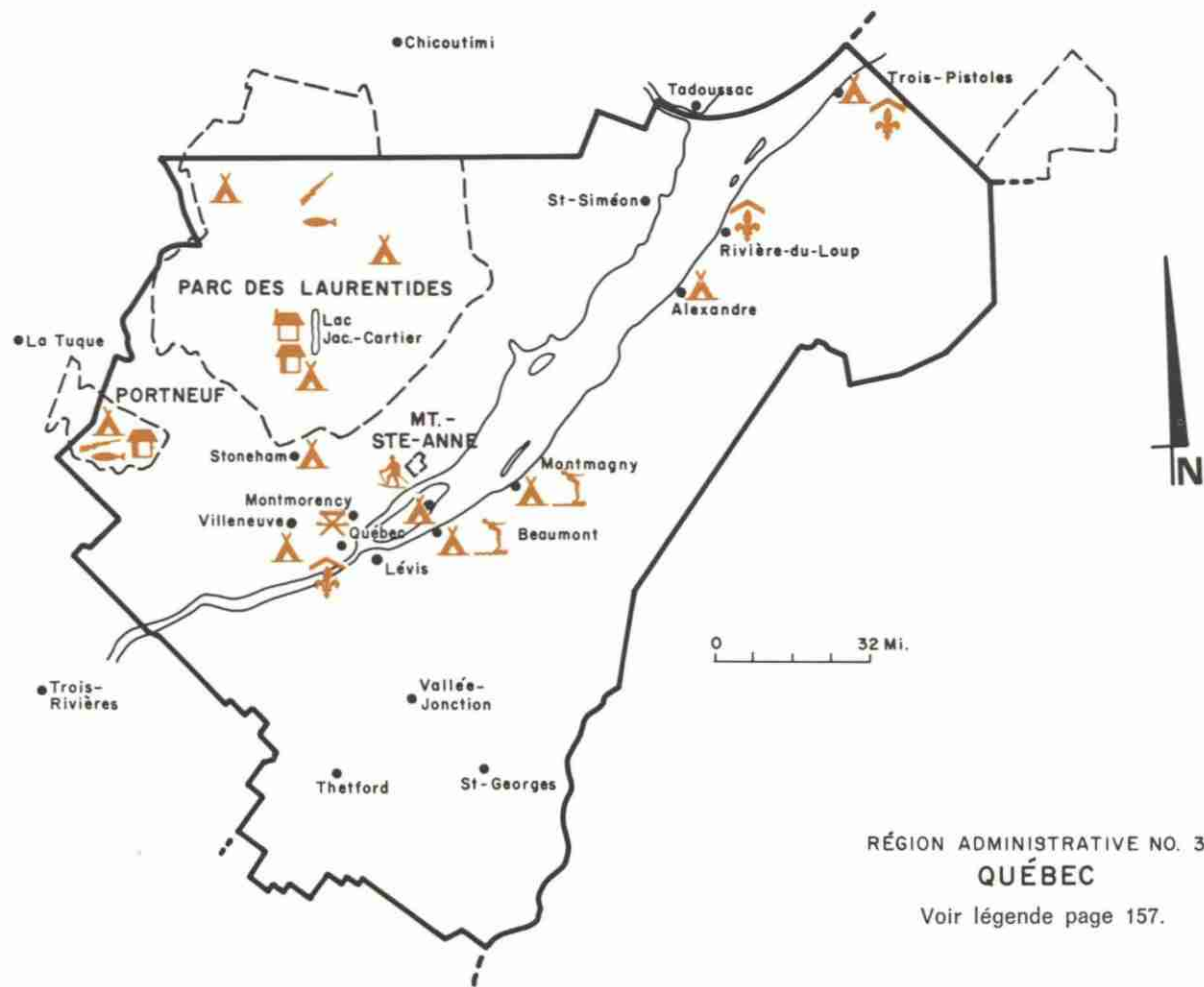 Chicoutimi
Tadoussac
Trois-Pistoles
St-Siméon
Rivière-du-Loup
PARC DES LAURENTIDES
Alexandre
Lac
Jac.-Cartier
La Tuque
PORTNEUF
MT.-
STE-ANNE
Stoneham
Montmagny
Montmorency
Villeneuve
Québec
Beaumont
Lévis
N
0 32 Mi.
Trois-
Rivières
Vallée-
Jonction
Thetford
St-Georges
RÉGION ADMINISTRATIVE NO. 3
QUÉBEC
Voir légende page 157.